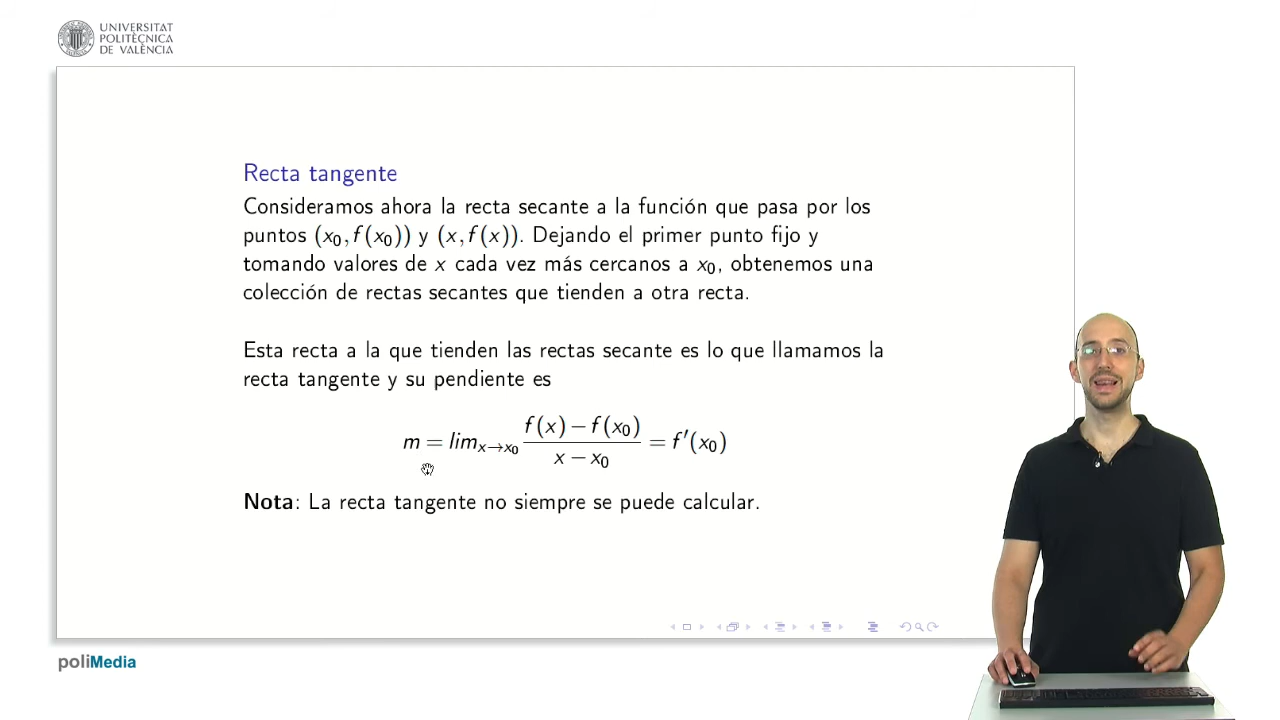 UNIVERSITAT
POLITÈCNICA
DE VALÈNCIA
Recta tangente
Consideramos ahora la recta secante a la función que pasa por los
puntos (x₀, f(x₀)) y (x, f(x)). Dejando el primer punto fijo y
tomando valores de x cada vez más cercanos a x₀, obtenemos una
colección de rectas secantes que tienden a otra recta.
Esta recta a la que tienden las rectas secante es lo que llamamos la
recta tangente y su pendiente es
m = lim x→x₀ (f(x) − f(x₀)) / (x − x₀) = f′(x₀)
Nota: La recta tangente no siempre se puede calcular.
poliMedia